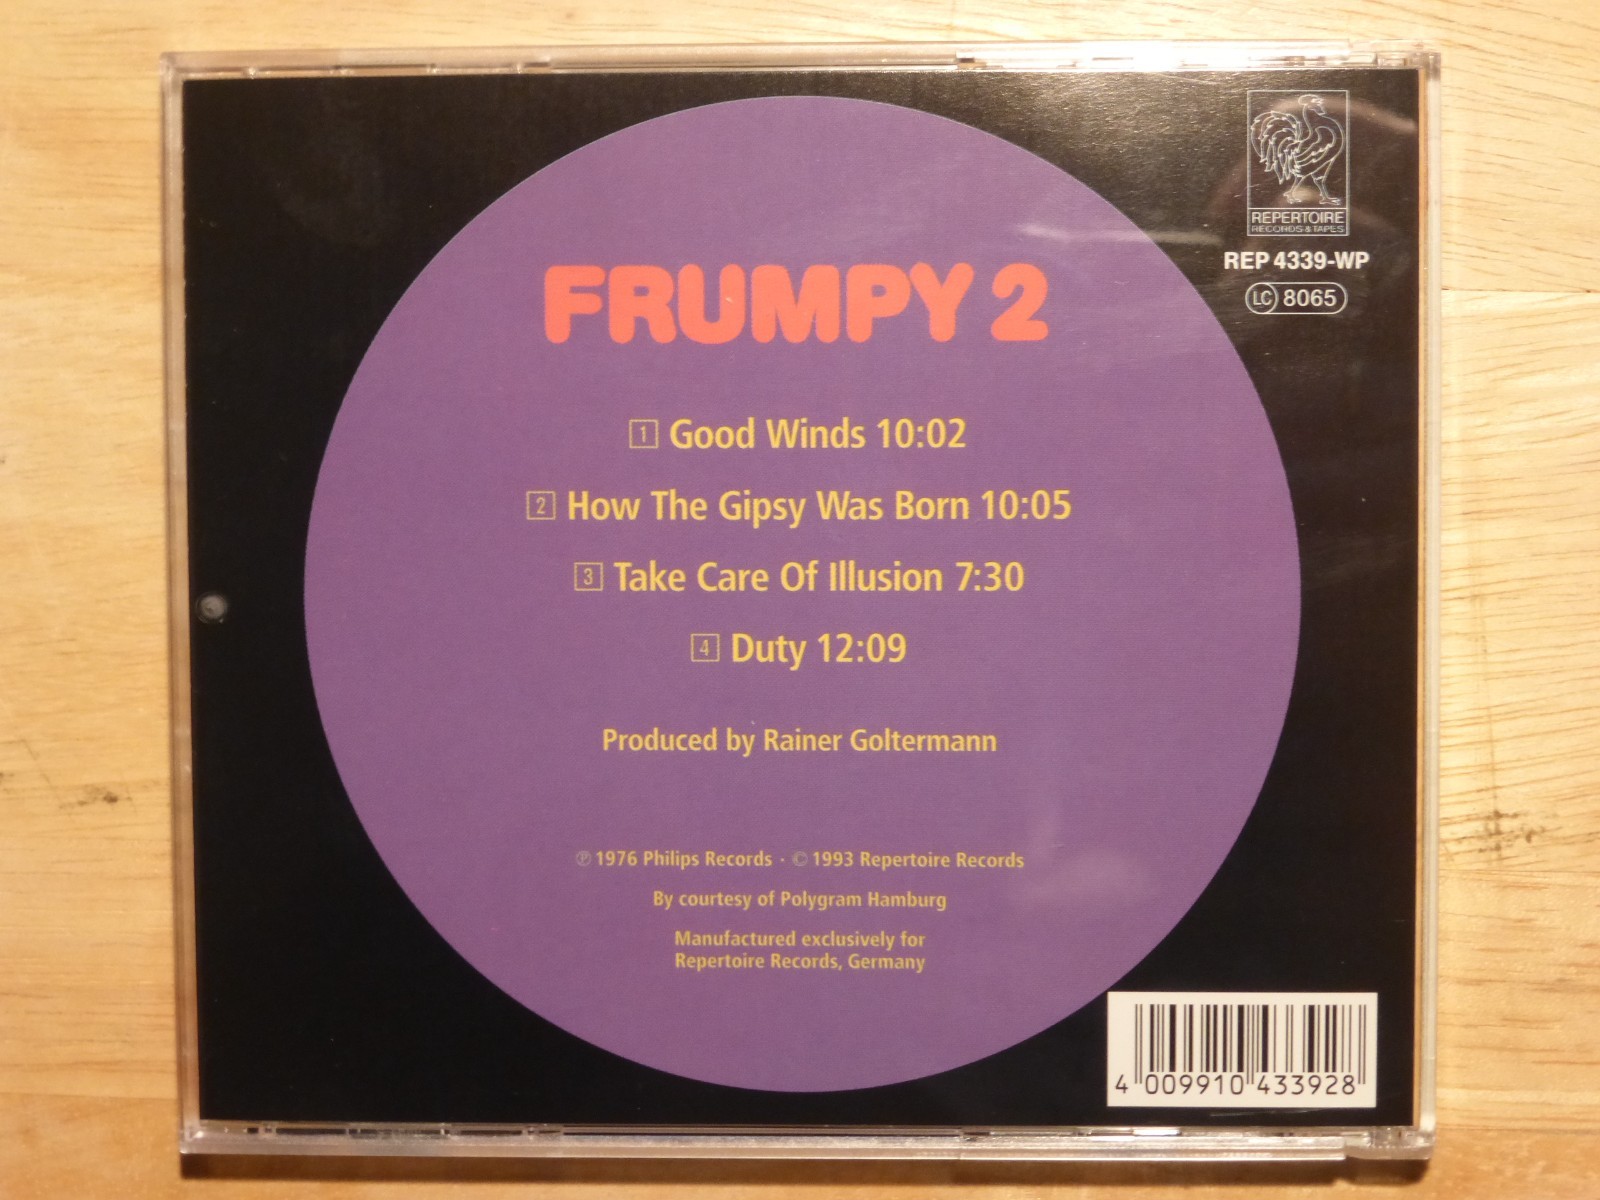 REPERTOIRE
RECORDS & TAPES
REP 4339-WP
LC 8065
FRUMPY 2
1 Good Winds 10:02
2 How The Gipsy Was Born 10:05
3 Take Care Of Illusion 7:30
4 Duty 12:09
Produced by Rainer Goltermann
℗ 1976 Philips Records · © 1993 Repertoire Records
By courtesy of Polygram Hamburg
Manufactured exclusively for
Repertoire Records, Germany
4 009910 433928